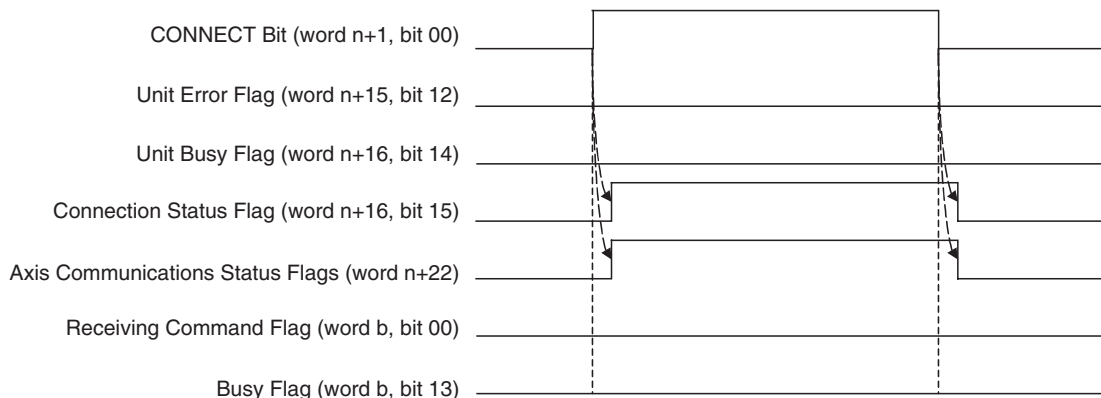 CONNECT Bit (word n+1, bit 00)
Unit Error Flag (word n+15, bit 12)
Unit Busy Flag (word n+16, bit 14)
Connection Status Flag (word n+16, bit 15)
Axis Communications Status Flags (word n+22)
Receiving Command Flag (word b, bit 00)
Busy Flag (word b, bit 13)